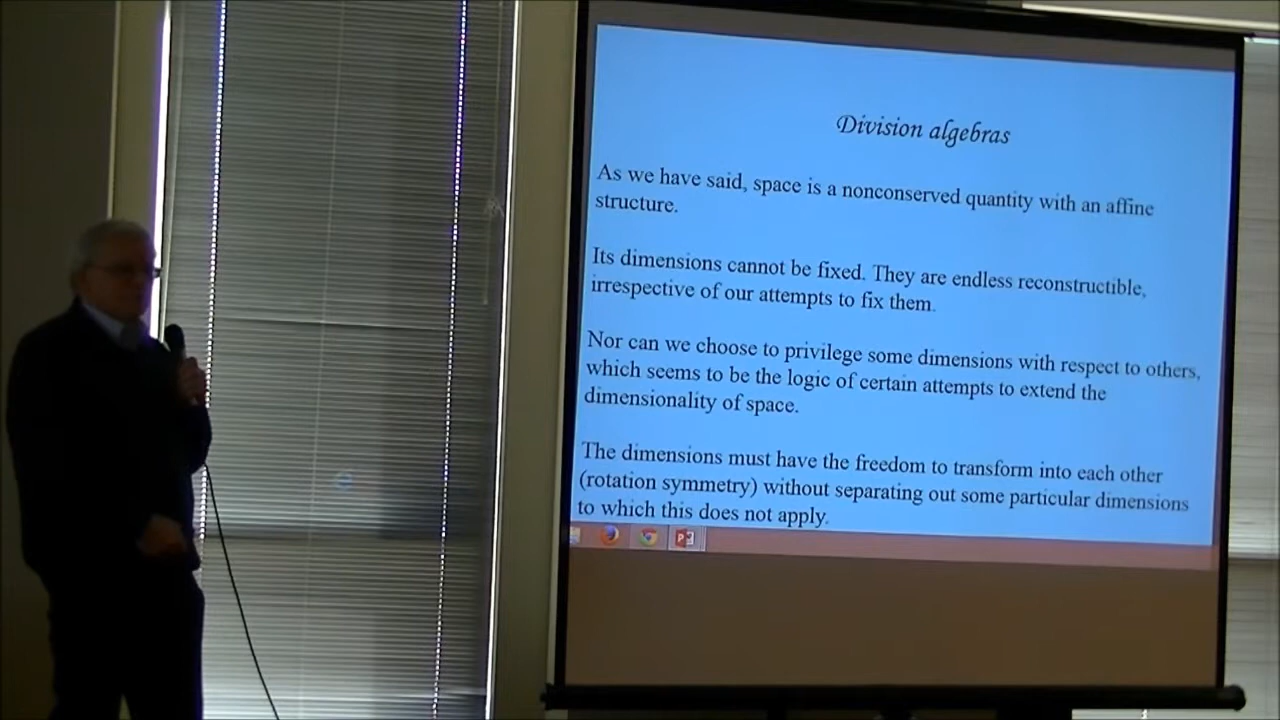 Division algebras
As we have said, space is a nonconserved quantity with an affine
structure.
Its dimensions cannot be fixed. They are endless reconstructible,
irrespective of our attempts to fix them.
Nor can we choose to privilege some dimensions with respect to others,
which seems to be the logic of certain attempts to extend the
dimensionality of space.
The dimensions must have the freedom to transform into each other
(rotation symmetry) without separating out some particular dimensions
to which this does not apply.